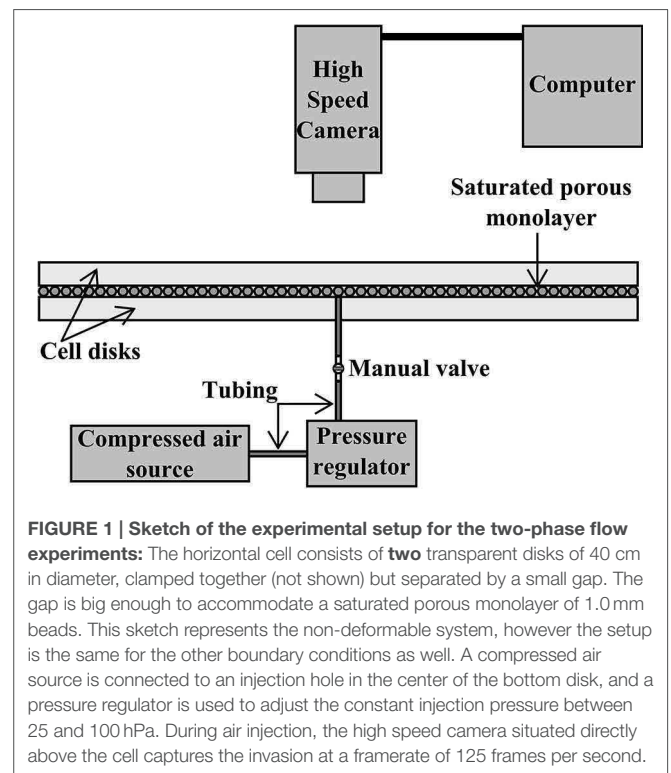 High
Speed
Camera
Computer
Saturated porous
monolayer
Cell disks
Manual valve
Tubing
Compressed air
source
Pressure
regulator
FIGURE 1 | Sketch of the experimental setup for the two-phase flow
experiments: The horizontal cell consists of two transparent disks of 40 cm
in diameter, clamped together (not shown) but separated by a small gap. The
gap is big enough to accommodate a saturated porous monolayer of 1.0 mm
beads. This sketch represents the non-deformable system, however the setup
is the same for the other boundary conditions as well. A compressed air
source is connected to an injection hole in the center of the bottom disk, and a
pressure regulator is used to adjust the constant injection pressure between
25 and 100 hPa. During air injection, the high speed camera situated directly
above the cell captures the invasion at a framerate of 125 frames per second.